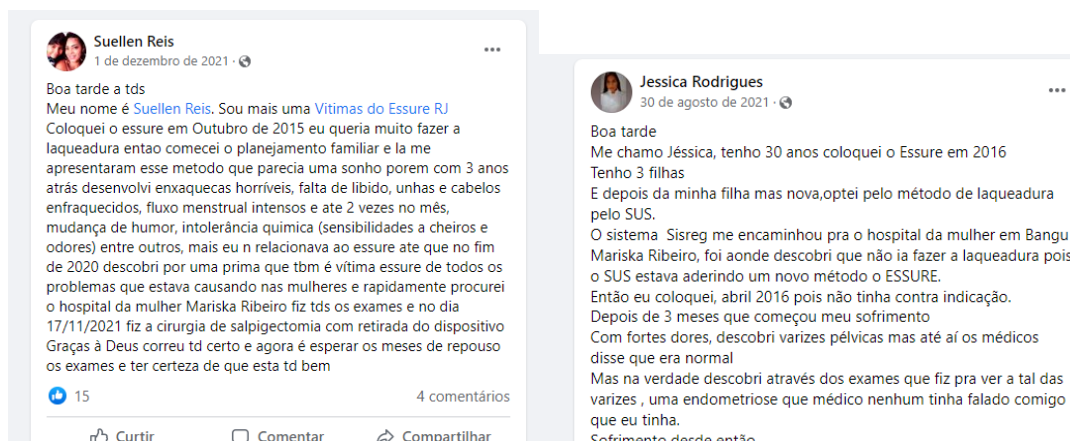 Suellen Reis
1 de dezembro de 2021 ·
Boa tarde a tds
Meu nome é Suellen Reis. Sou mais uma Vitimas do Essure RJ
Coloquei o essure em Outubro de 2015 eu queria muito fazer a
laqueadura entao comecei o planejamento familiar e la me
apresentaram esse metodo que parecia uma sonho porem com 3 anos
atrás desenvolvi enxaquecas horríveis, falta de libido, unhas e cabelos
enfraquecidos, fluxo menstrual intensos e ate 2 vezes no mês,
mudança de humor, intolerância quimica (sensibilidades a cheiros e
odores) entre outros, mais eu n relacionava ao essure ate que no fim
de 2020 descobri por uma prima que tbm é vítima essure de todos os
problemas que estava causando nas mulheres e rapidamente procurei
o hospital da mulher Mariska Ribeiro fiz tds os exames e no dia
17/11/2021 fiz a cirurgia de salpigectomia com retirada do dispositivo
Graças à Deus correu td certo e agora é esperar os meses de repouso
os exames e ter certeza de que esta td bem
15
4 comentários
Curtir
Comentar
Compartilhar
Jessica Rodrigues
30 de agosto de 2021 ·
Boa tarde
Me chamo Jéssica, tenho 30 anos coloquei o Essure em 2016
Tenho 3 filhas
E depois da minha filha mas nova,optei pelo método de laqueadura
pelo SUS.
O sistema Sisreg me encaminhou pra o hospital da mulher em Bangu
Mariska Ribeiro, foi aonde descobri que não ia fazer a laqueadura pois
o SUS estava aderindo um novo método o ESSURE.
Então eu coloquei, abril 2016 pois não tinha contra indicação.
Depois de 3 meses que começou meu sofrimento
Com fortes dores, descobri varizes pélvicas mas até aí os médicos
disse que era normal
Mas na verdade descobri através dos exames que fiz pra ver a tal das
varizes , uma endometriose que médico nenhum tinha falado comigo
que eu tinha.
Sofrimento desde então